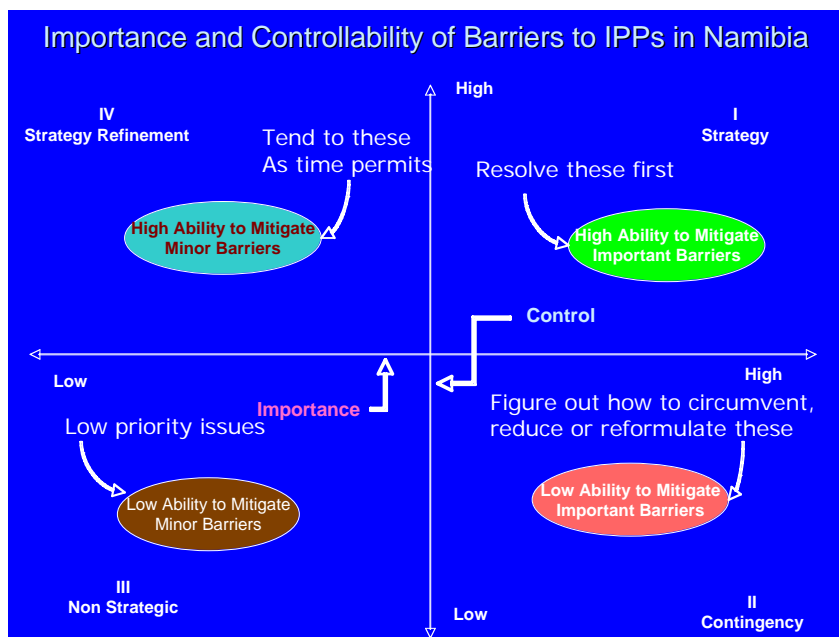 Importance and Controllability of Barriers to IPPs in Namibia
IV
Strategy Refinement
Tend to these
As time permits
High Ability to Mitigate
Minor Barriers
High
I
Strategy
Resolve these first
High Ability to Mitigate
Important Barriers
Control
Low
High
Importance
Low priority issues
Low Ability to Mitigate
Minor Barriers
Figure out how to circumvent,
reduce or reformulate these
Low Ability to Mitigate
Important Barriers
III
Non Strategic
Low
II
Contingency